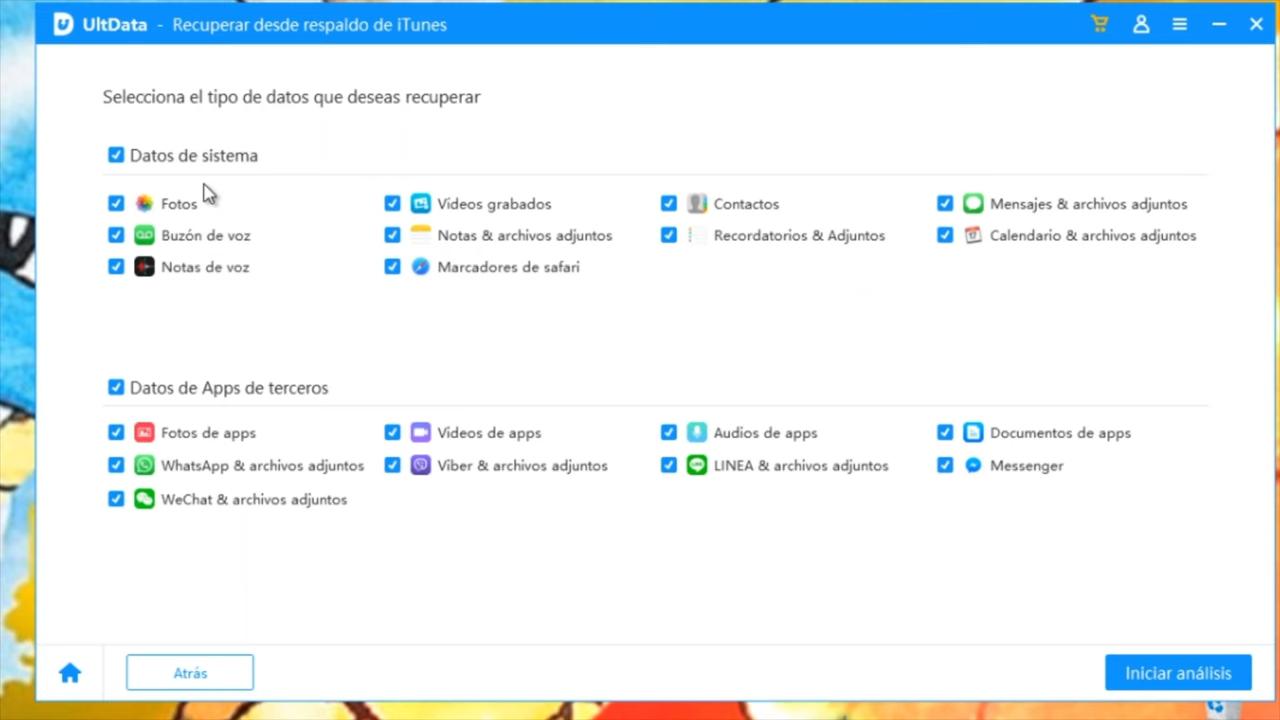 UltData - Recuperar desde respaldo de iTunes
Selecciona el tipo de datos que deseas recuperar
Datos de sistema
Fotos Videos grabados Contactos Mensajes & archivos adjuntos
Buzón de voz Notas & archivos adjuntos Recordatorios & Adjuntos Calendario & archivos adjuntos
Notas de voz Marcadores de safari
Datos de Apps de terceros
Fotos de apps Videos de apps Audios de apps Documentos de apps
WhatsApp & archivos adjuntos Viber & archivos adjuntos LINEA & archivos adjuntos Messenger
WeChat & archivos adjuntos
Atrás Iniciar análisis